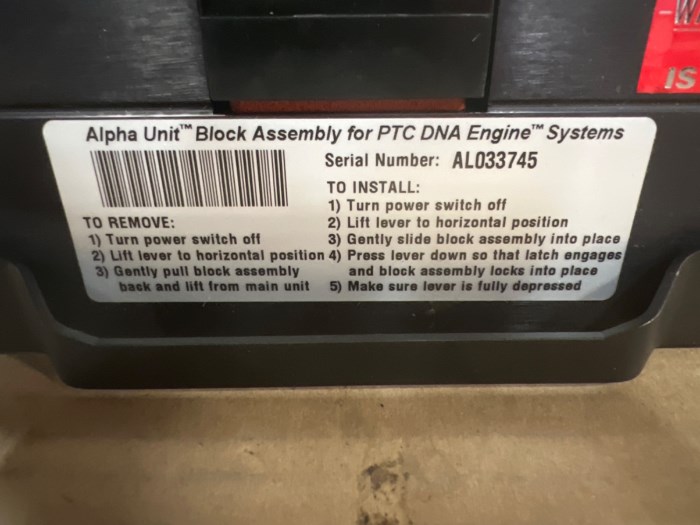 IS
Alpha Unit™ Block Assembly for PTC DNA Engine™ Systems
Serial Number: AL033745
TO REMOVE:
1) Turn power switch off
2) Lift lever to horizontal position
3) Gently pull block assembly
back and lift from main unit
TO INSTALL:
1) Turn power switch off
2) Lift lever to horizontal position
3) Gently slide block assembly into place
4) Press lever down so that latch engages
and block assembly locks into place
5) Make sure lever is fully depressed